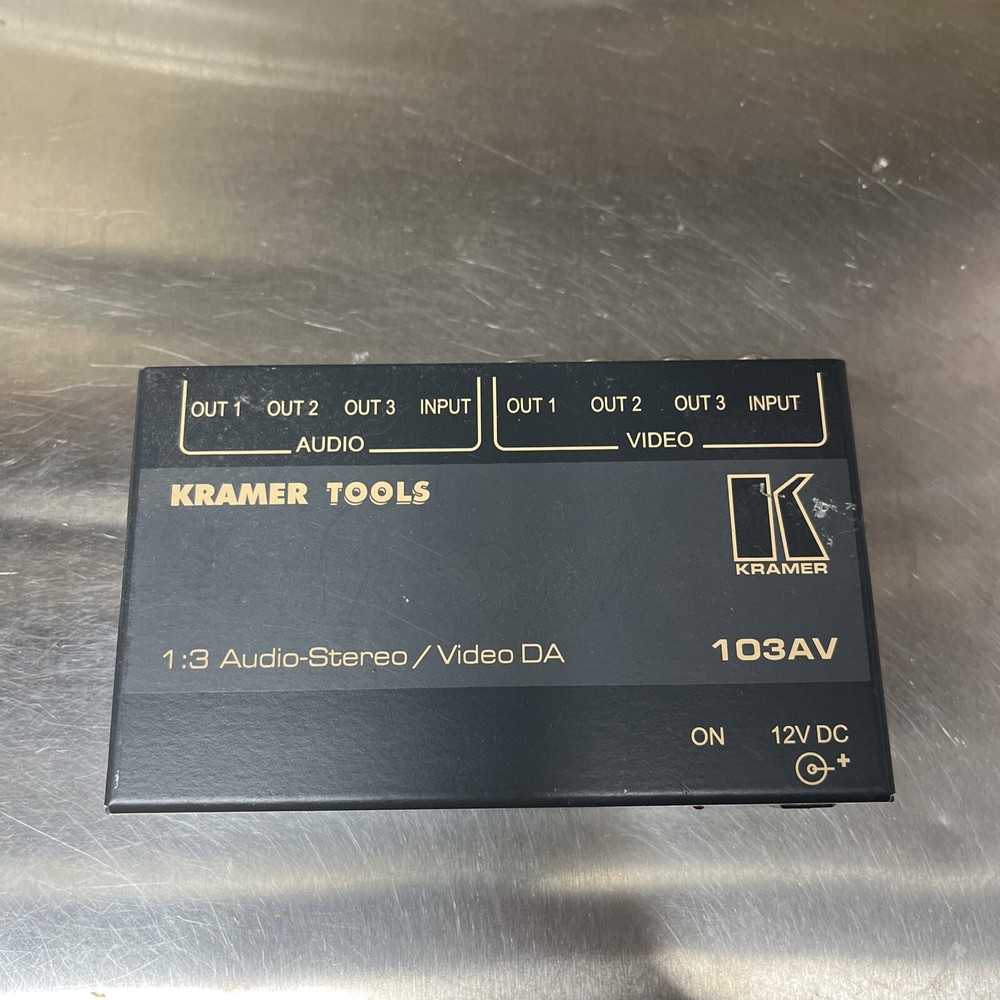 OUT 1 OUT 2 OUT 3 INPUT OUT 1 OUT 2 OUT 3 INPUT
AUDIO VIDEO
KRAMER TOOLS
K
KRAMER
1:3 Audio-Stereo / Video DA 103AV
ON 12V DC
+